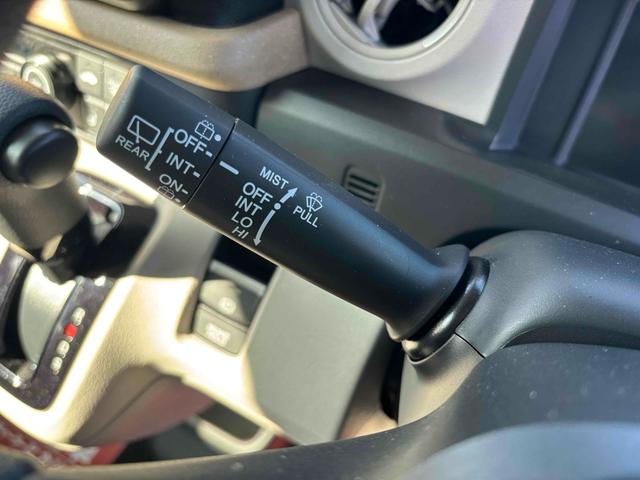 REAR
OFF
INT
ON
MIST
OFF
INT
LO
HI
PULL